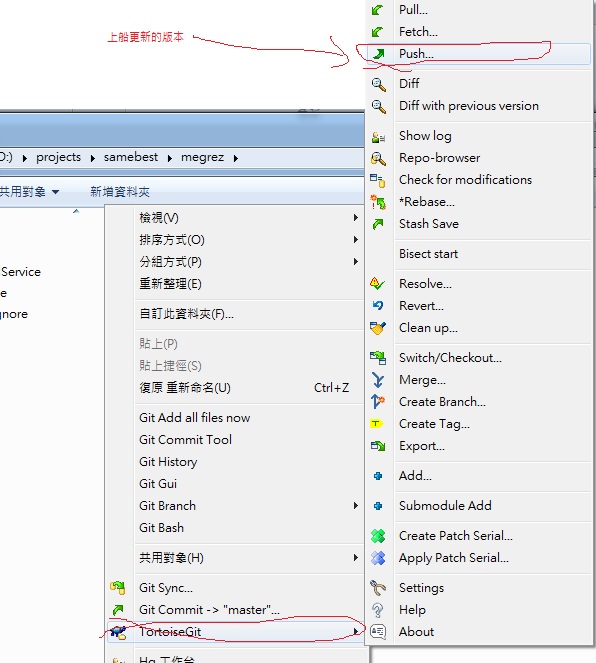 上船更新的版本
Pull...
Fetch...
Push...
Diff
Diff with previous version
Show log
Repo-browser
Check for modifications
*Rebase...
Stash Save
Bisect start
Resolve...
Revert...
Clean up...
Switch/Checkout...
Merge...
Create Branch...
Create Tag...
Export...
Add...
Submodule Add
Create Patch Serial...
Apply Patch Serial...
Settings
Help
About
O:) projects samebest megrez
共用對象 新增資料夾
Service
e
nore
檢視(V)
排序方式(O)
分組方式(P)
重新整理(E)
自訂此資料夾(F)...
貼上(P)
貼上捷徑(S)
復原 重新命名(U) Ctrl+Z
Git Add all files now
Git Commit Tool
Git History
Git Gui
Git Branch
Git Bash
共用對象(H)
Git Sync...
Git Commit -> "master"...
TortoiseGit
Hg 工作台